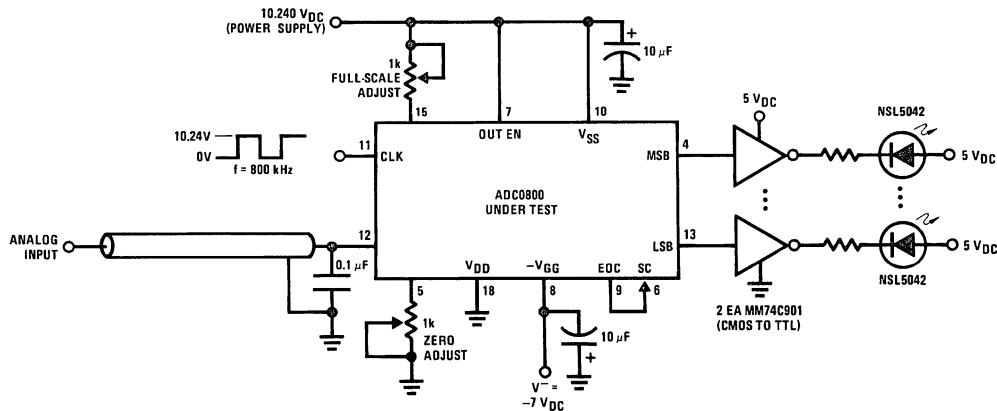 10.240 VDC
(POWER SUPPLY)
+
10 μF
1k
FULL-SCALE
ADJUST
15
7
10
5 VDC
NSL5042
10.24V
0V
f = 800 kHz
11
CLK
OUT EN
VSS
MSB
4
5 VDC
ADC0800
UNDER TEST
ANALOG
INPUT
12
LSB
13
5 VDC
0.1 μF
VDD
–VGG
EOC
SC
5
18
8
9
6
NSL5042
1k
ZERO
ADJUST
10 μF
+
2 EA MM74C901
(CMOS TO TTL)
V– ≈
–7 VDC